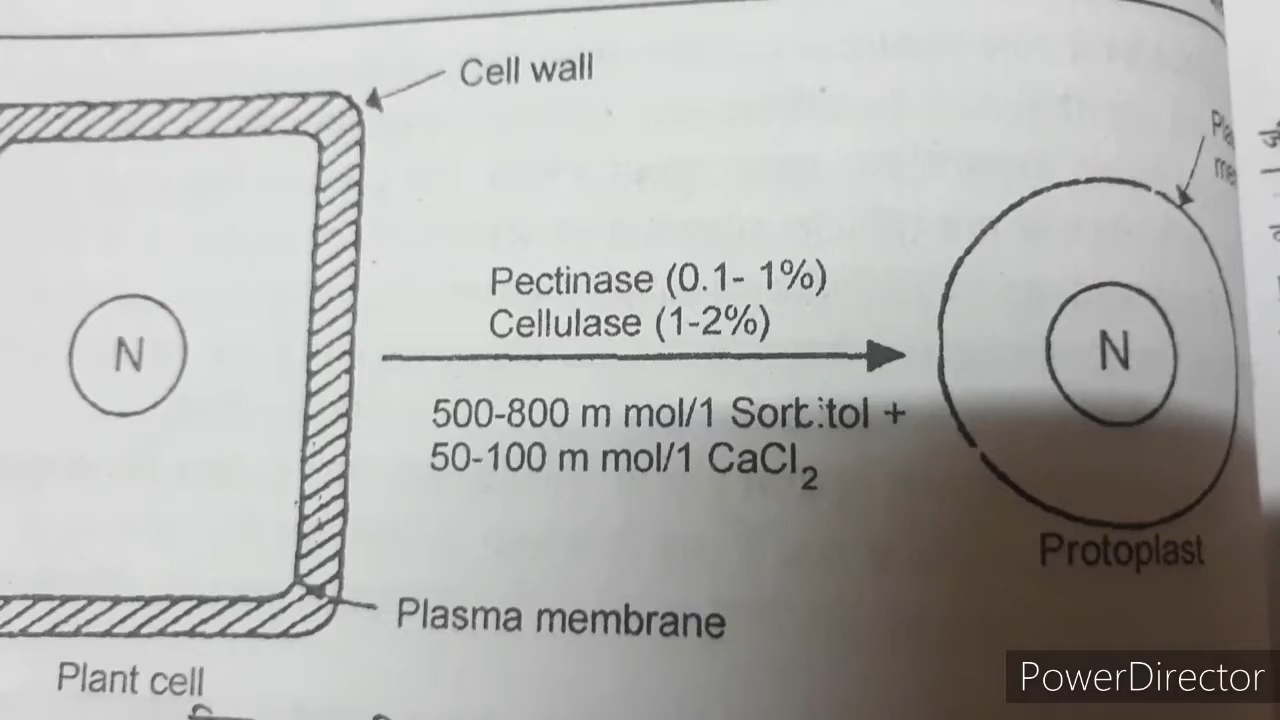 Cell wall
Pectinase (0.1- 1%)
Cellulase (1-2%)
N
N
500-800 m mol/1 Sorbitol +
50-100 m mol/1 CaCl₂
Protoplast
Plasma membrane
Plant cell
PowerDirector